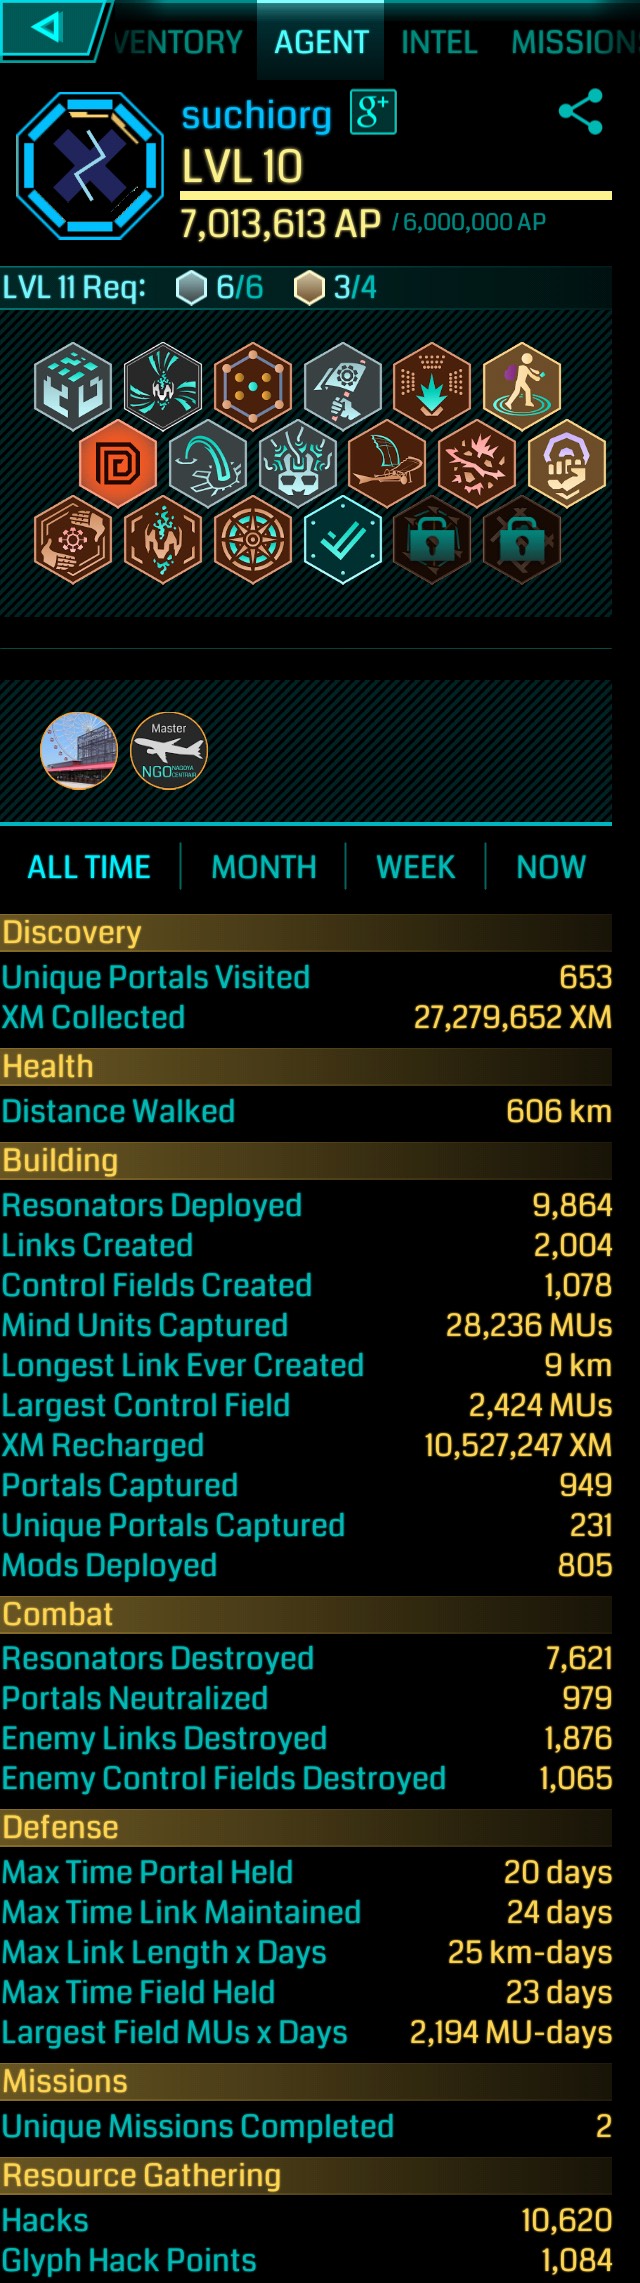 VENTORY AGENT INTEL MISSION
suchiorg g+
LVL 10
7,013,613 AP / 6,000,000 AP
LVL 11 Req: 6/6 3/4
Master
NGO NAGOYA CENTRAIR
ALL TIME MONTH WEEK NOW
Discovery
Unique Portals Visited 653
XM Collected 27,279,652 XM
Health
Distance Walked 606 km
Building
Resonators Deployed 9,864
Links Created 2,004
Control Fields Created 1,078
Mind Units Captured 28,236 MUs
Longest Link Ever Created 9 km
Largest Control Field 2,424 MUs
XM Recharged 10,527,247 XM
Portals Captured 949
Unique Portals Captured 231
Mods Deployed 805
Combat
Resonators Destroyed 7,621
Portals Neutralized 979
Enemy Links Destroyed 1,876
Enemy Control Fields Destroyed 1,065
Defense
Max Time Portal Held 20 days
Max Time Link Maintained 24 days
Max Link Length x Days 25 km-days
Max Time Field Held 23 days
Largest Field MUs x Days 2,194 MU-days
Missions
Unique Missions Completed 2
Resource Gathering
Hacks 10,620
Glyph Hack Points 1,084